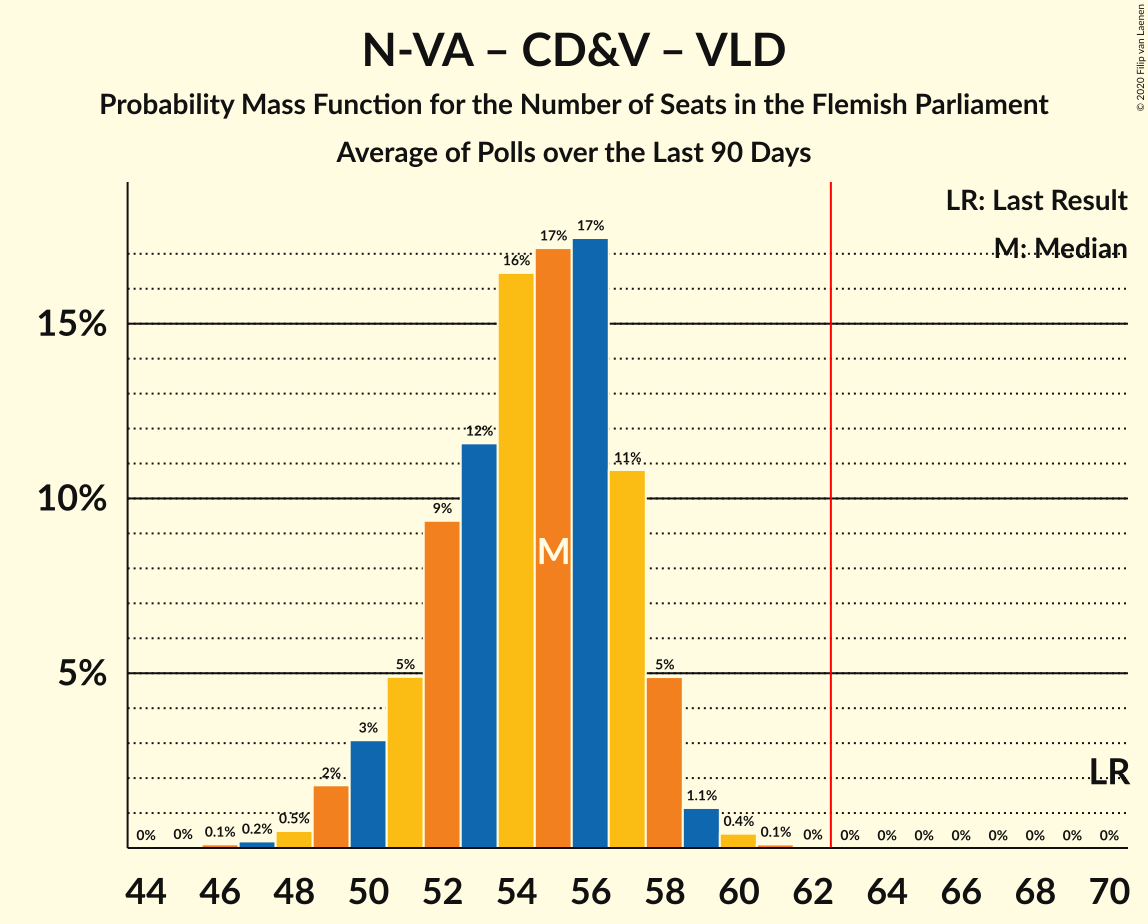 N-VA – CD&V – VLD
Probability Mass Function for the Number of Seats in the Flemish Parliament
Average of Polls over the Last 90 Days
© 2020 Filip van Laenen
LR: Last Result
M: Median
15%
10%
5%
0% 0% 0.1% 0.2% 0.5% 2% 3% 5% 9% 12% 16% 17% 17% 11% 5% 1.1% 0.4% 0.1% 0% 0% 0% 0% 0% 0% 0% 0% 0%
M
LR
44 46 48 50 52 54 56 58 60 62 64 66 68 70